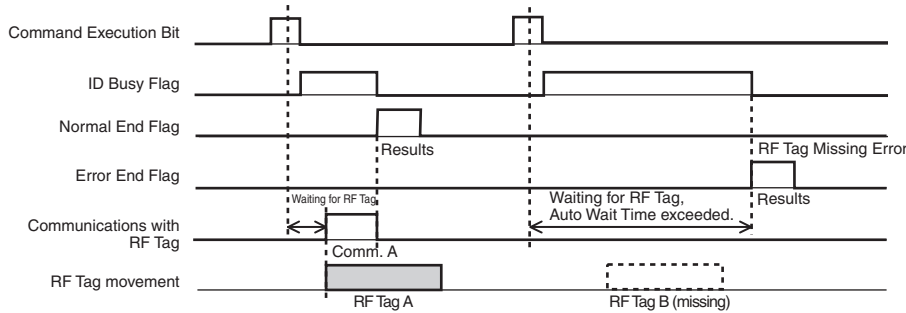 Command Execution Bit
ID Busy Flag
Normal End Flag
Results
RF Tag Missing Error
Error End Flag
Results
Waiting for RF Tag
Waiting for RF Tag,
Auto Wait Time exceeded.
Communications with
RF Tag
Comm. A
RF Tag movement
RF Tag A
RF Tag B (missing)